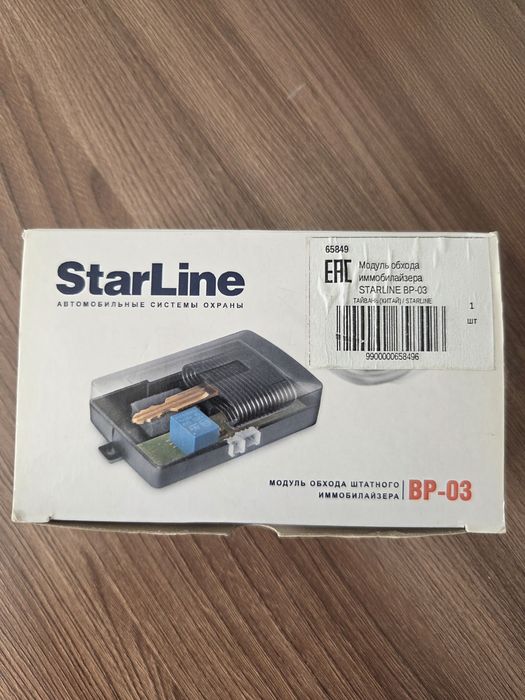 StarLine
АВТОМОБИЛЬНЫЕ СИСТЕМЫ ОХРАНЫ
65849
EAC
Модуль обхода
иммобилайзера
STARLINE BP-03
ТАЙВАНЬ (КИТАЙ) / STARLINE
9900000658496
1
шт
МОДУЛЬ ОБХОДА ШТАТНОГО
ИММОБИЛАЙЗЕРА
BP-03